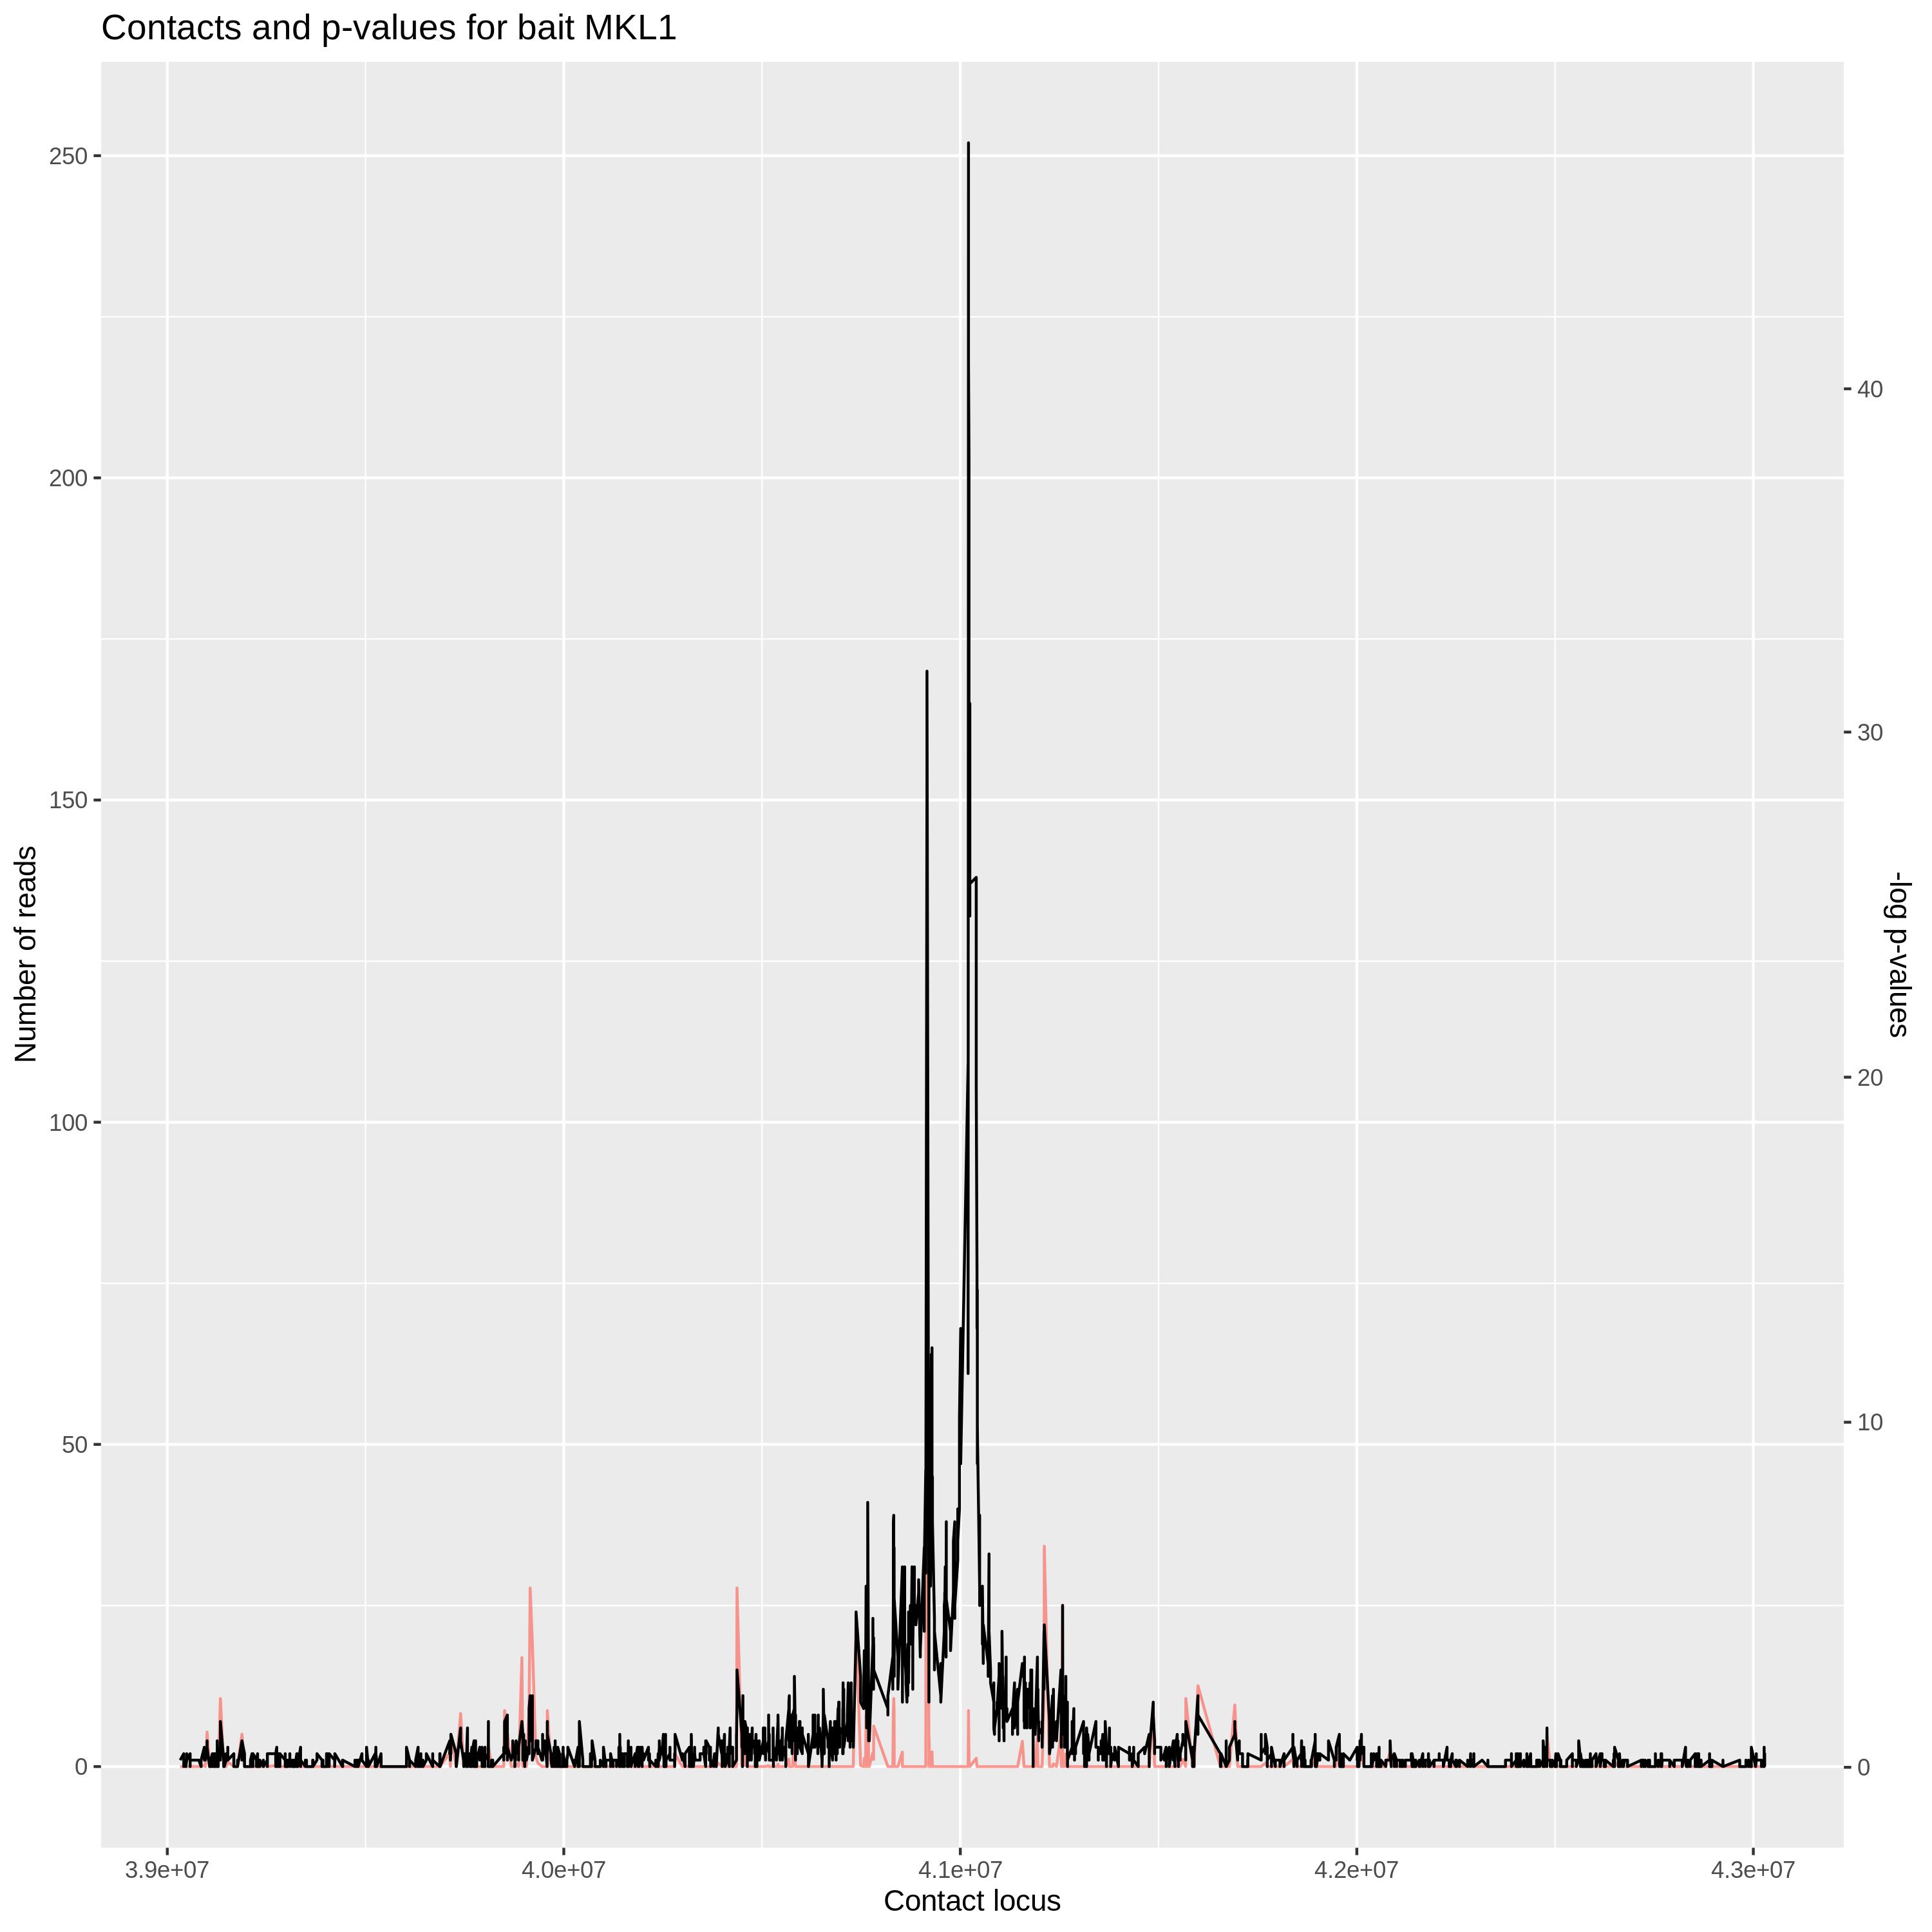 Contacts and p-values for bait MKL1
250
200
150
100
50
0
Number of reads
40
30
20
10
0
-log p-values
3.9e+07 4.0e+07 4.1e+07 4.2e+07 4.3e+07
Contact locus